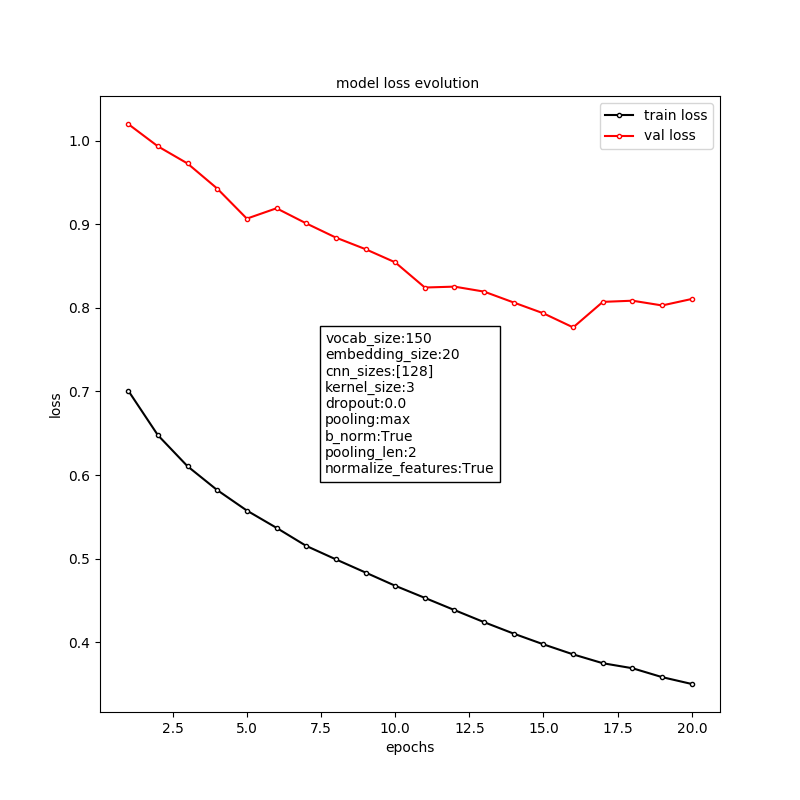 model loss evolution
train loss
val loss
1.0
0.9
0.8
0.7
0.6
0.5
0.4
loss
vocab_size:150
embedding_size:20
cnn_sizes:[128]
kernel_size:3
dropout:0.0
pooling:max
b_norm:True
pooling_len:2
normalize_features:True
2.5 5.0 7.5 10.0 12.5 15.0 17.5 20.0
epochs